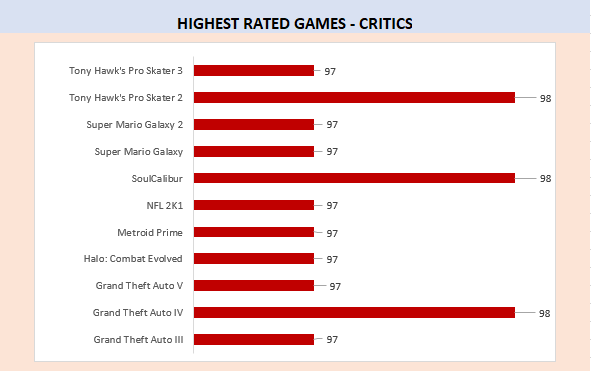 HIGHEST RATED GAMES - CRITICS
Tony Hawk's Pro Skater 3 97
Tony Hawk's Pro Skater 2 98
Super Mario Galaxy 2 97
Super Mario Galaxy 97
SoulCalibur 98
NFL 2K1 97
Metroid Prime 97
Halo: Combat Evolved 97
Grand Theft Auto V 97
Grand Theft Auto IV 98
Grand Theft Auto III 97